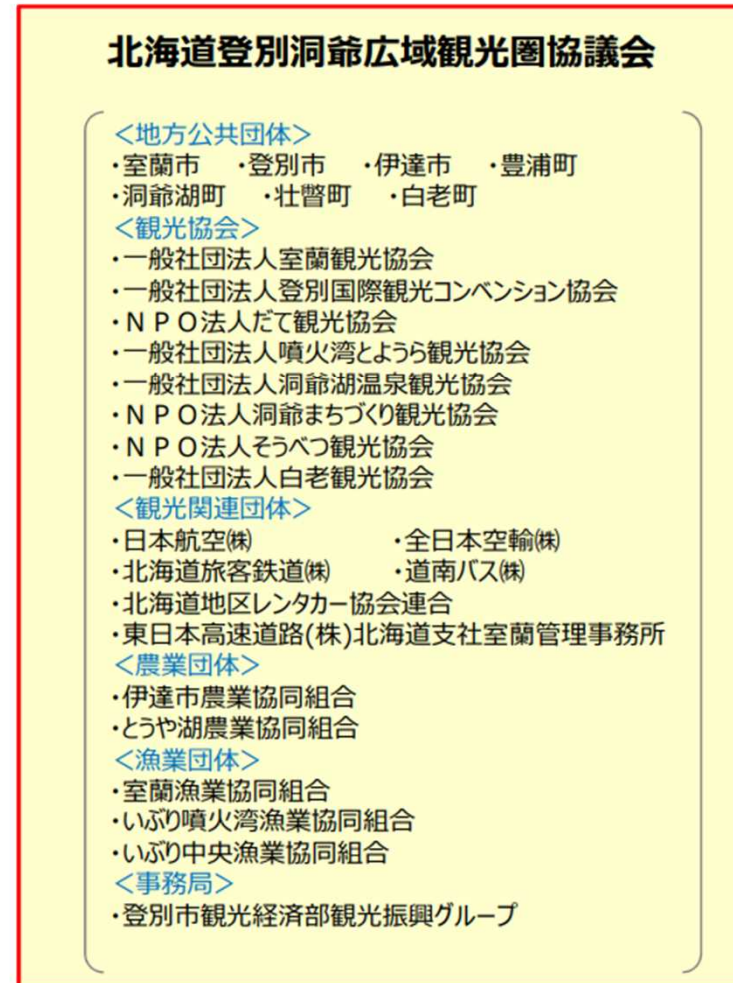 北海道登別洞爺広域観光圏協議会
<地方公共団体>
・室蘭市　・登別市　・伊達市　・豊浦町
・洞爺湖町　・壮瞥町　・白老町
<観光協会>
・一般社団法人室蘭観光協会
・一般社団法人登別国際観光コンベンション協会
・ＮＰＯ法人だて観光協会
・一般社団法人噴火湾とようら観光協会
・一般社団法人洞爺湖温泉観光協会
・ＮＰＯ法人洞爺まちづくり観光協会
・ＮＰＯ法人そうべつ観光協会
・一般社団法人白老観光協会
<観光関連団体>
・日本航空㈱　・全日本空輸㈱
・北海道旅客鉄道㈱　・道南バス㈱
・北海道地区レンタカー協会連合
・東日本高速道路(株)北海道支社室蘭管理事務所
<農業団体>
・伊達市農業協同組合
・とうや湖農業協同組合
<漁業団体>
・室蘭漁業協同組合
・いぶり噴火湾漁業協同組合
・いぶり中央漁業協同組合
<事務局>
・登別市観光経済部観光振興グループ